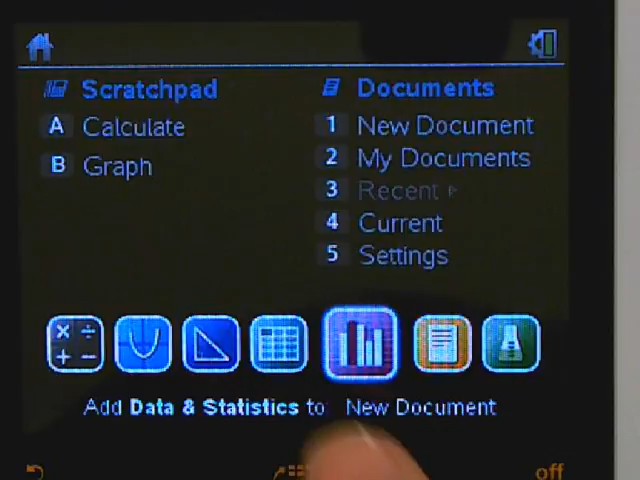 Scratchpad
A Calculate
B Graph
Documents
1 New Document
2 My Documents
3 Recent
4 Current
5 Settings
Add Data & Statistics to New Document
off